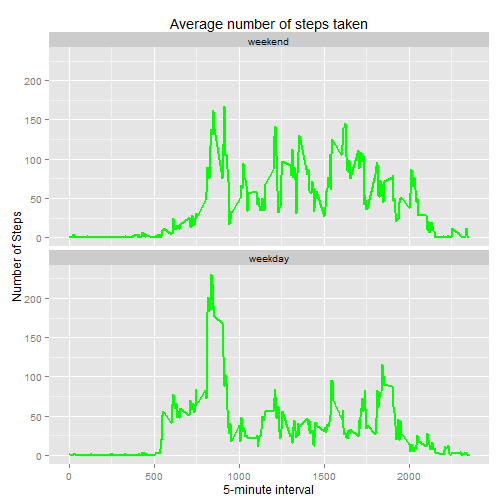 Average number of steps taken
weekend
200
150
100
50
0
weekday
200
150
100
50
0
Number of Steps
0 500 1000 1500 2000
5-minute interval